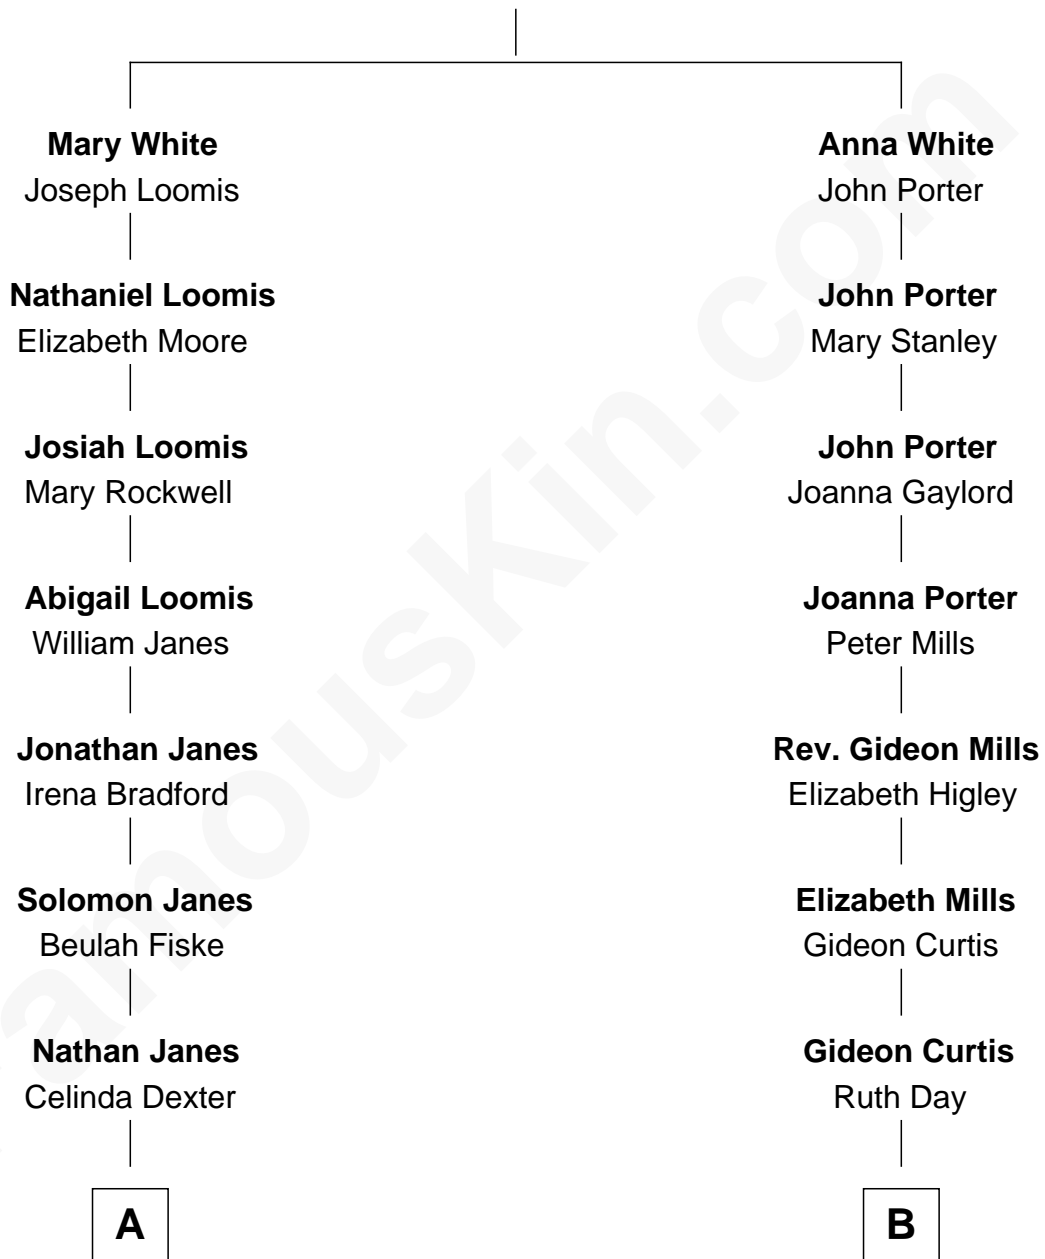 Mary White
Joseph Loomis
Nathaniel Loomis
Elizabeth Moore
Josiah Loomis
Mary Rockwell
Abigail Loomis
William Janes
Jonathan Janes
Irena Bradford
Solomon Janes
Beulah Fiske
Nathan Janes
Celinda Dexter
A
Anna White
John Porter
John Porter
Mary Stanley
John Porter
Joanna Gaylord
Joanna Porter
Peter Mills
Rev. Gideon Mills
Elizabeth Higley
Elizabeth Mills
Gideon Curtis
Gideon Curtis
Ruth Day
B
amouskin.com